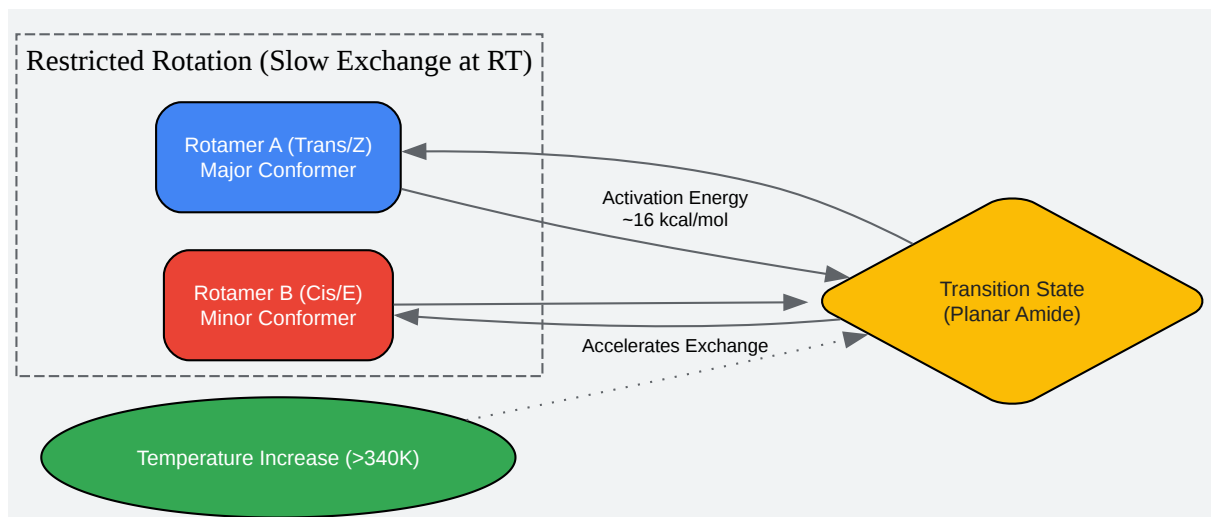 Restricted Rotation (Slow Exchange at RT)
Rotamer A (Trans/Z)
Major Conformer
Activation Energy
~16 kcal/mol
Rotamer B (Cis/E)
Minor Conformer
Transition State
(Planar Amide)
Accelerates Exchange
Temperature Increase (>340K)